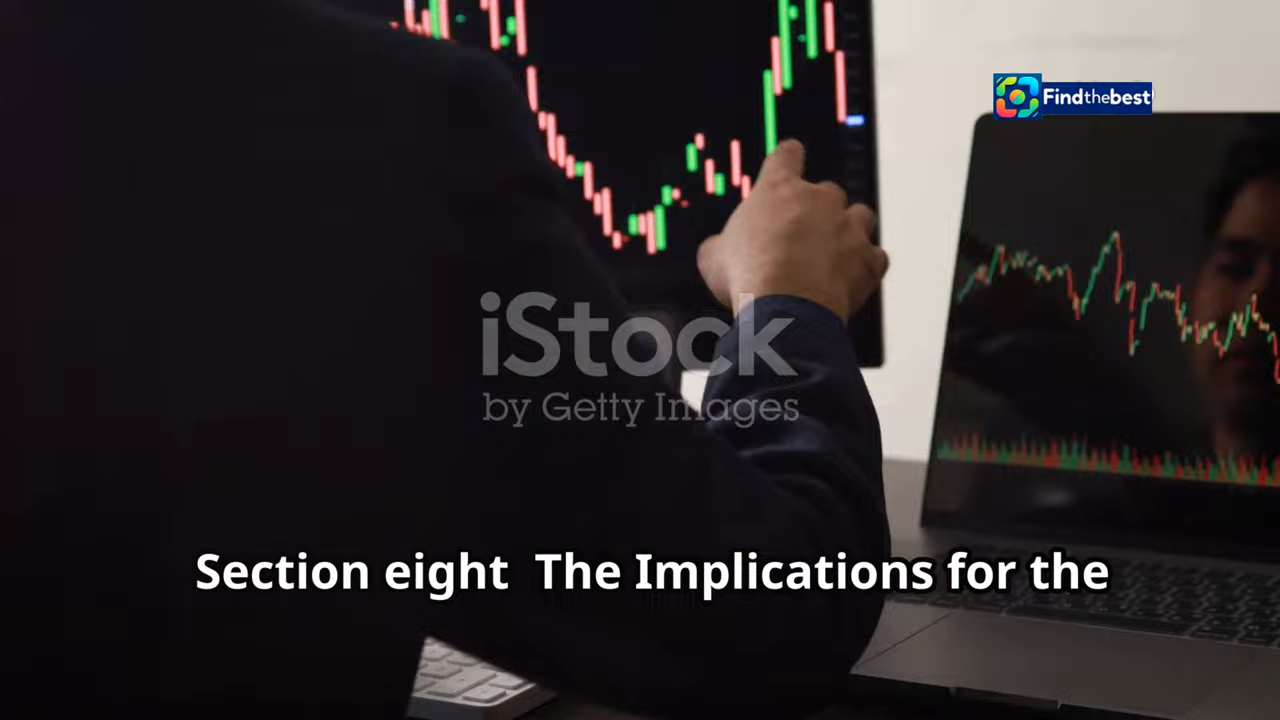 Findthebest
iStock
by Getty Images
Section eight  The Implications for the